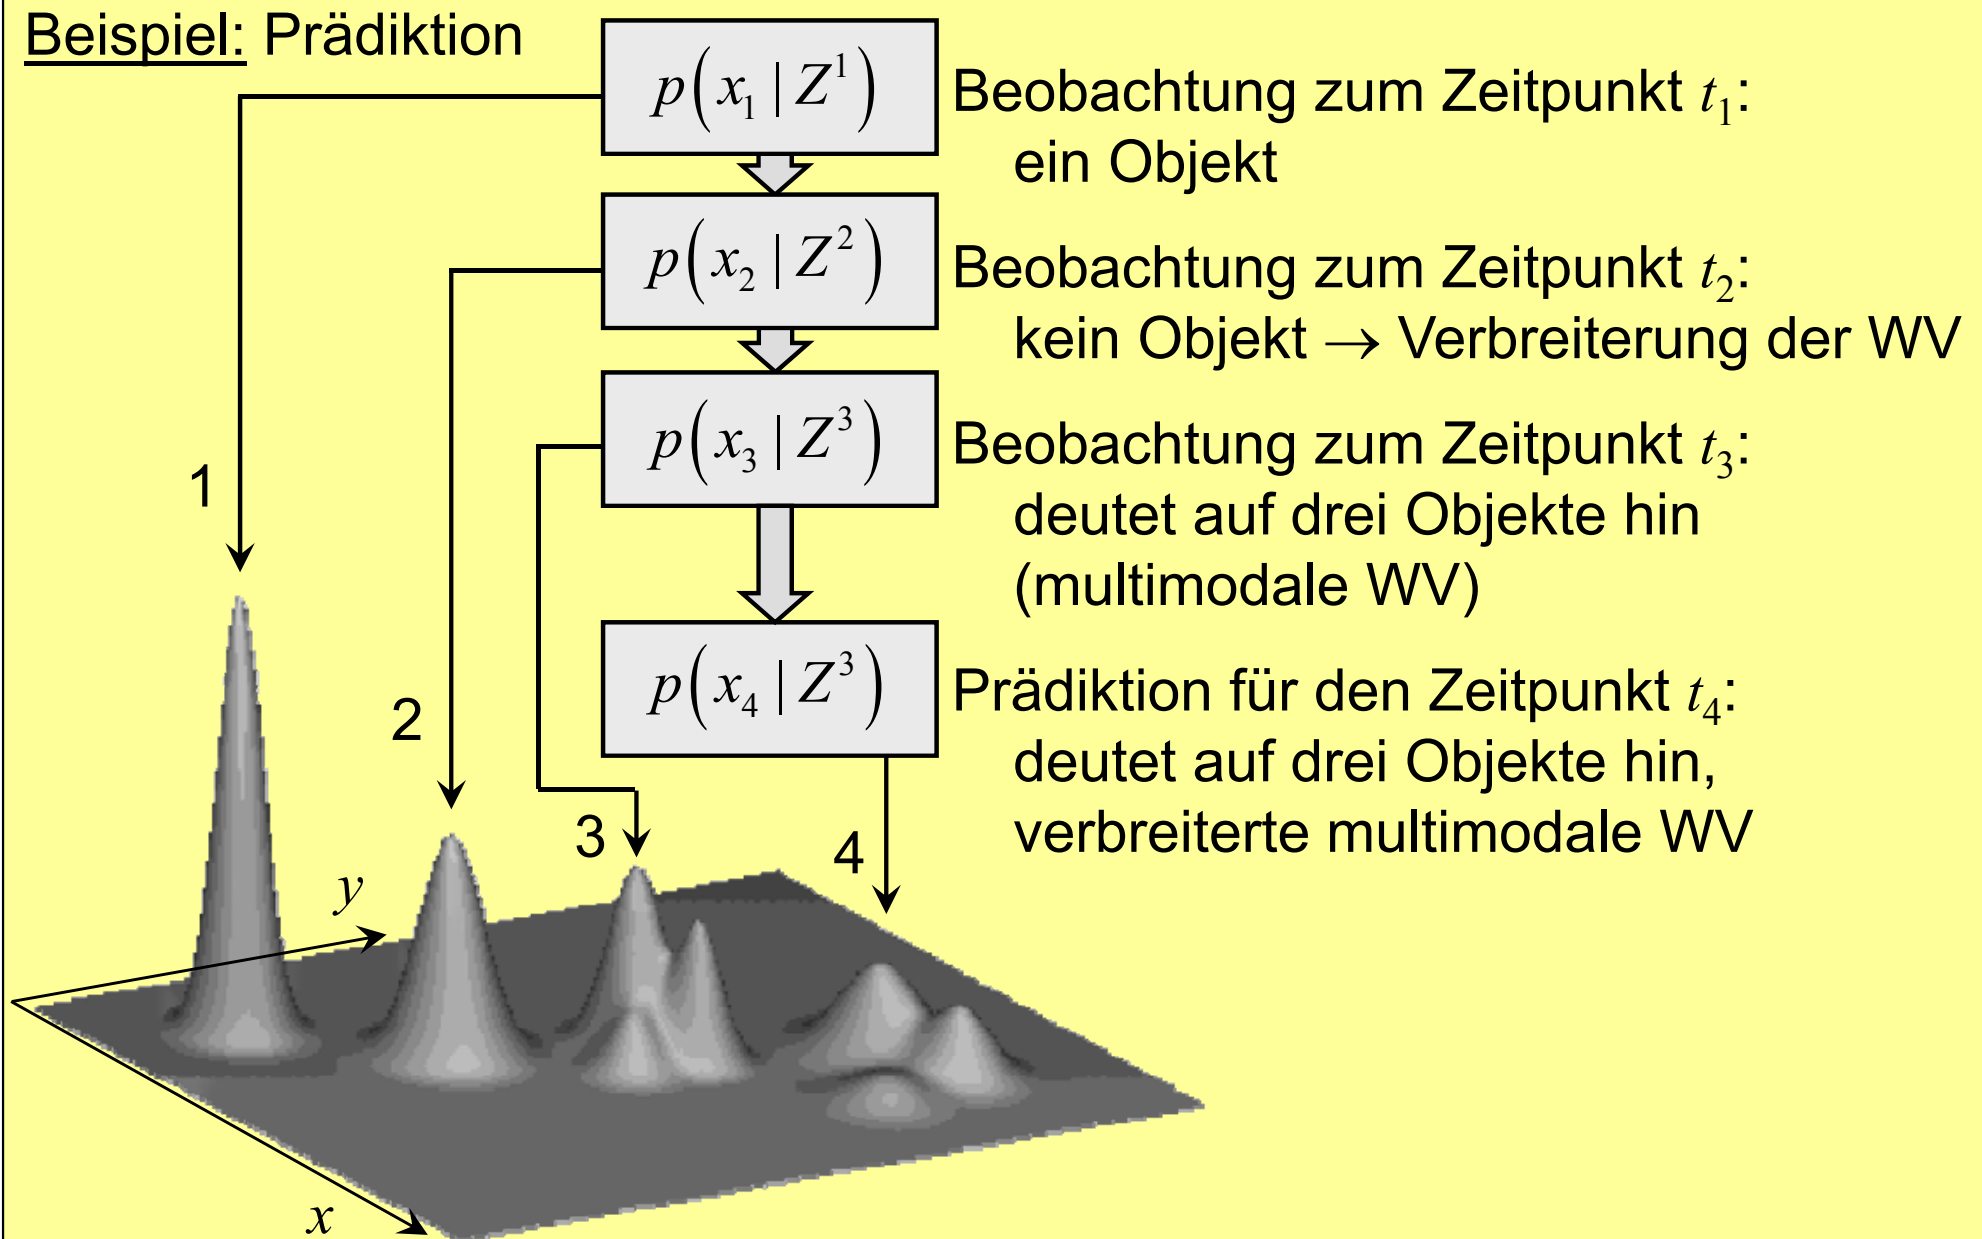 Beispiel: Prädiktion
p(x₁ | Z¹)
Beobachtung zum Zeitpunkt t₁:
ein Objekt
p(x₂ | Z²)
Beobachtung zum Zeitpunkt t₂:
kein Objekt → Verbreiterung der WV
p(x₃ | Z³)
Beobachtung zum Zeitpunkt t₃:
deutet auf drei Objekte hin
(multimodale WV)
p(x₄ | Z³)
Prädiktion für den Zeitpunkt t₄:
deutet auf drei Objekte hin,
verbreiterte multimodale WV
1
2
3
4
y
x